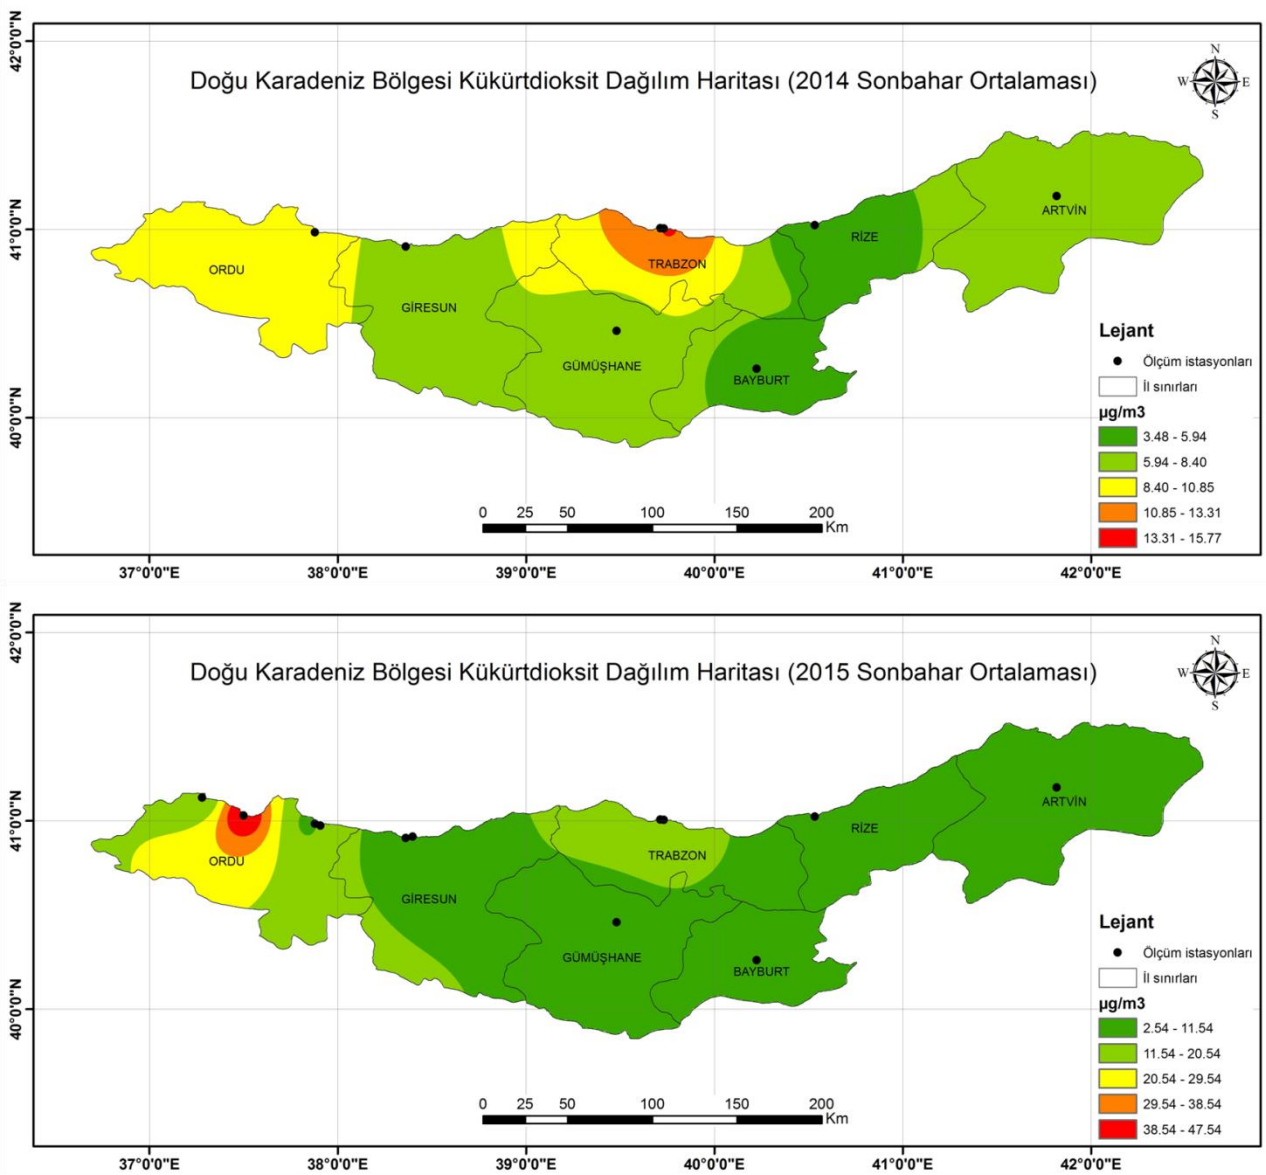 Doğu Karadeniz Bölgesi Kükürtdioksit Dağılım Haritası (2014 Sonbahar Ortalaması)
N
W E
S
42°0'0"N
41°0'0"N
40°0'0"N
ORDU
GİRESUN
TRABZON
GÜMÜŞHANE
BAYBURT
RİZE
ARTVİN
Lejant
Ölçüm istasyonları
İl sınırları
µg/m3
3.48 - 5.94
5.94 - 8.40
8.40 - 10.85
10.85 - 13.31
13.31 - 15.77
0 25 50 100 150 200
Km
37°0'0"E 38°0'0"E 39°0'0"E 40°0'0"E 41°0'0"E 42°0'0"E
Doğu Karadeniz Bölgesi Kükürtdioksit Dağılım Haritası (2015 Sonbahar Ortalaması)
N
W E
S
42°0'0"N
41°0'0"N
40°0'0"N
ORDU
GİRESUN
TRABZON
GÜMÜŞHANE
BAYBURT
RİZE
ARTVİN
Lejant
Ölçüm istasyonları
İl sınırları
µg/m3
2.54 - 11.54
11.54 - 20.54
20.54 - 29.54
29.54 - 38.54
38.54 - 47.54
0 25 50 100 150 200
Km
37°0'0"E 38°0'0"E 39°0'0"E 40°0'0"E 41°0'0"E 42°0'0"E